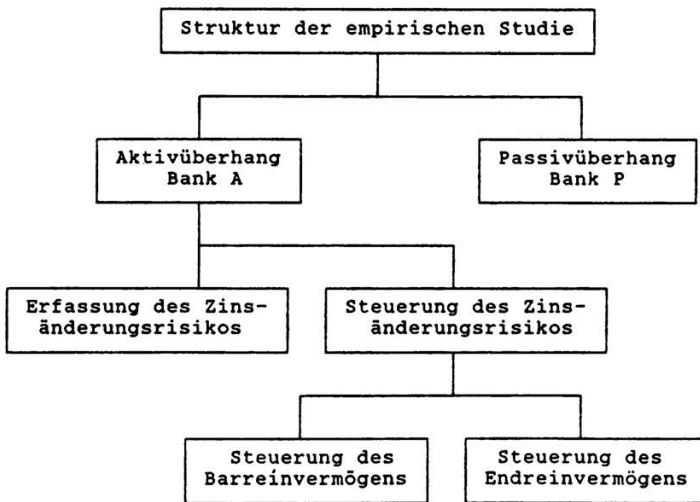 Struktur der empirischen Studie
Aktivüberhang
Bank A
Passivüberhang
Bank P
Erfassung des Zins-
änderungsrisikos
Steuerung des Zins-
änderungsrisikos
Steuerung des
Barreinvermögens
Steuerung des
Endreinvermögens